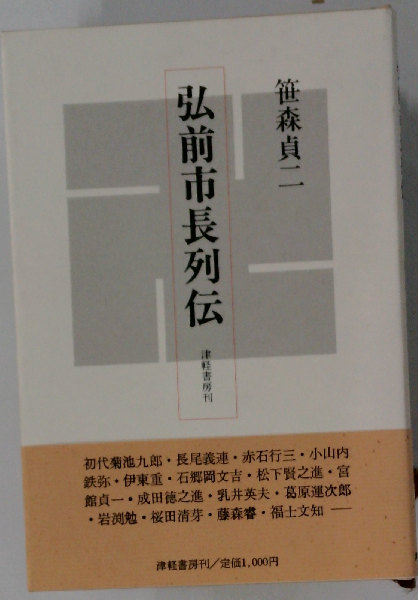 笹森貞二
弘前市長列伝
津軽書房刊
初代菊池九郎・長尾義連・赤石行三・小山内
鉄弥・伊東重・石郷岡文吉・松下賢之進・宮
館貞一・成田徳之進・乳井英夫・葛原運次郎
・岩渕勉・桜田清芽・藤森睿・福士文知 ──
津軽書房刊／定価1,000円